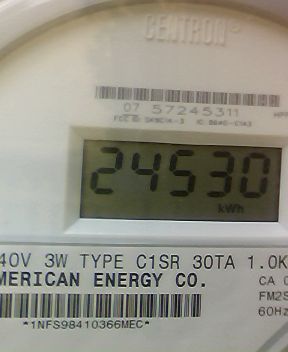 CENTRON
07 57245311
24530
kWh
40V 3W TYPE C1SR 30TA 1.0K
MERICAN ENERGY CO.
CA 0
FM2S
60Hz
*1NFS98410366MEC*